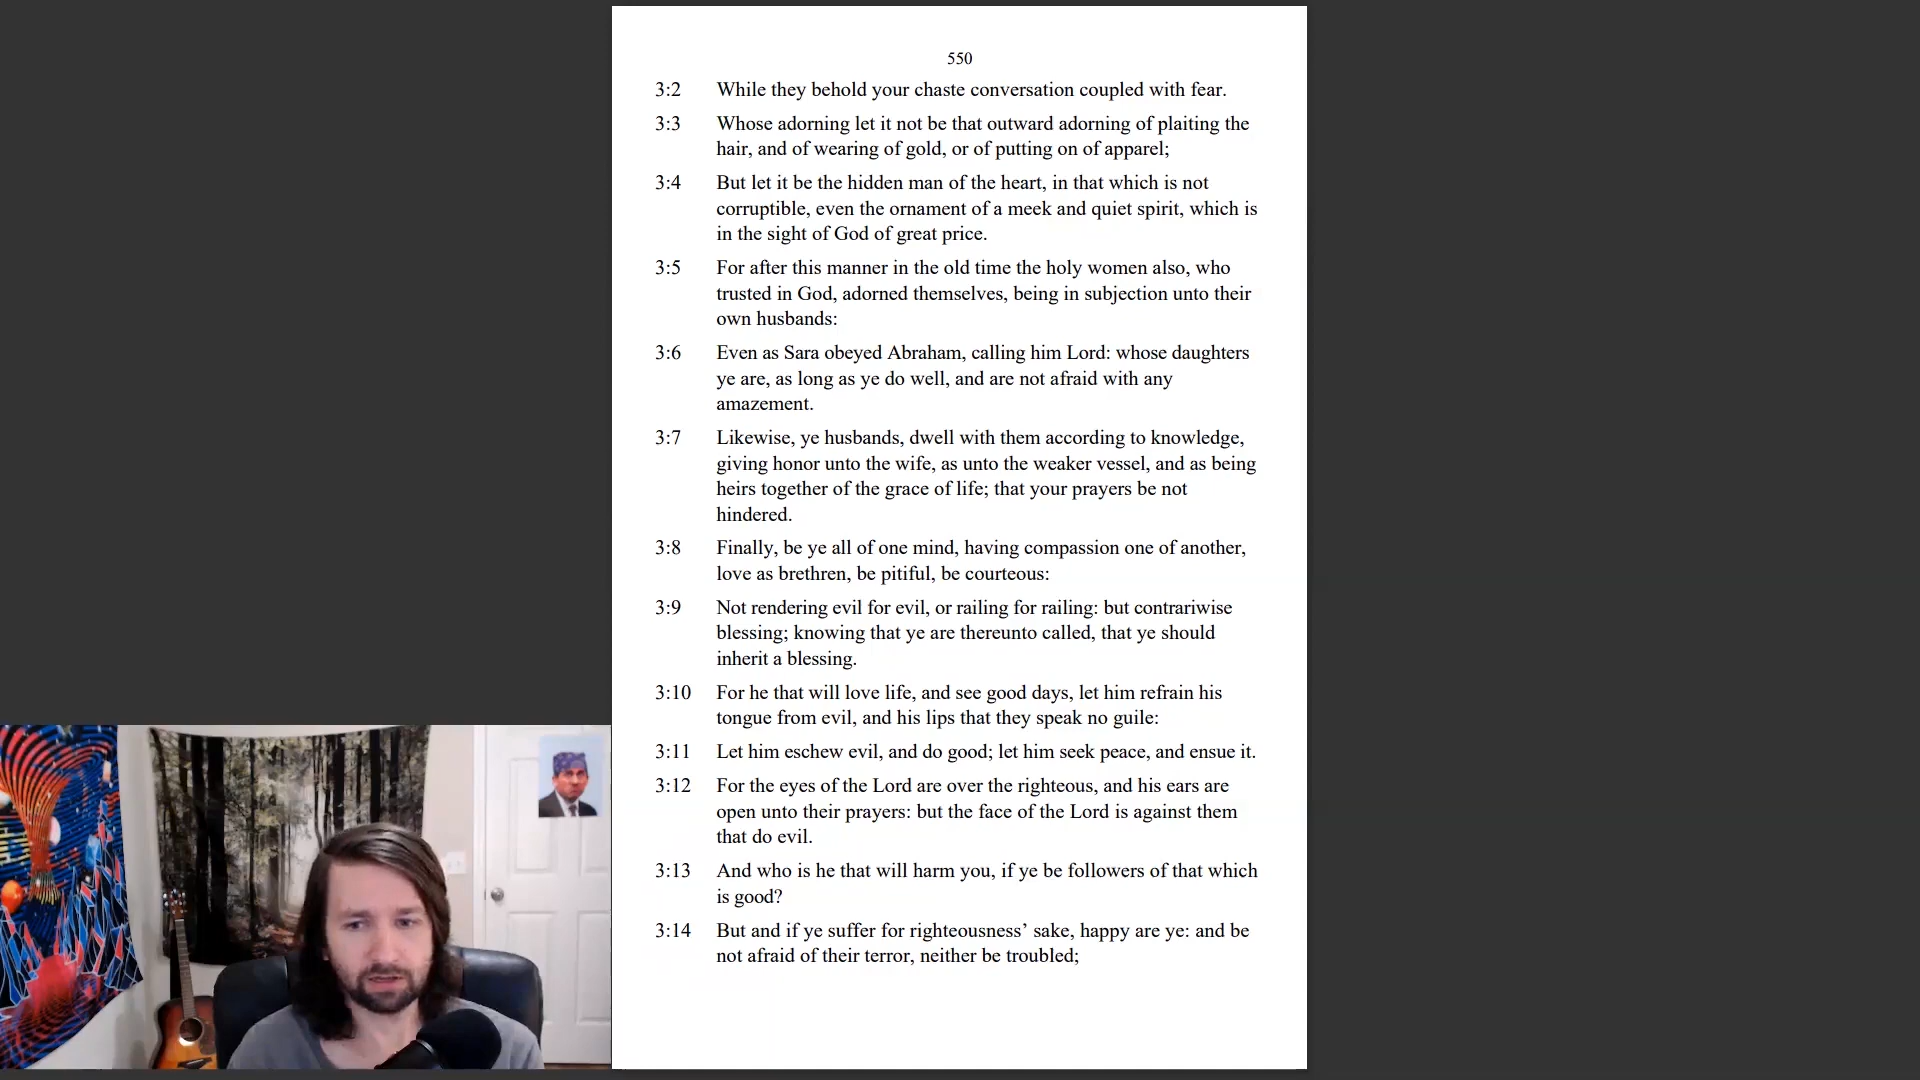 550
3:2 While they behold your chaste conversation coupled with fear.
3:3 Whose adorning let it not be that outward adorning of plaiting the
hair, and of wearing of gold, or of putting on of apparel;
3:4 But let it be the hidden man of the heart, in that which is not
corruptible, even the ornament of a meek and quiet spirit, which is
in the sight of God of great price.
3:5 For after this manner in the old time the holy women also, who
trusted in God, adorned themselves, being in subjection unto their
own husbands:
3:6 Even as Sara obeyed Abraham, calling him Lord: whose daughters
ye are, as long as ye do well, and are not afraid with any
amazement.
3:7 Likewise, ye husbands, dwell with them according to knowledge,
giving honor unto the wife, as unto the weaker vessel, and as being
heirs together of the grace of life; that your prayers be not
hindered.
3:8 Finally, be ye all of one mind, having compassion one of another,
love as brethren, be pitiful, be courteous:
3:9 Not rendering evil for evil, or railing for railing: but contrariwise
blessing; knowing that ye are thereunto called, that ye should
inherit a blessing.
3:10 For he that will love life, and see good days, let him refrain his
tongue from evil, and his lips that they speak no guile:
3:11 Let him eschew evil, and do good; let him seek peace, and ensue it.
3:12 For the eyes of the Lord are over the righteous, and his ears are
open unto their prayers: but the face of the Lord is against them
that do evil.
3:13 And who is he that will harm you, if ye be followers of that which
is good?
3:14 But and if ye suffer for righteousness’ sake, happy are ye: and be
not afraid of their terror, neither be troubled;